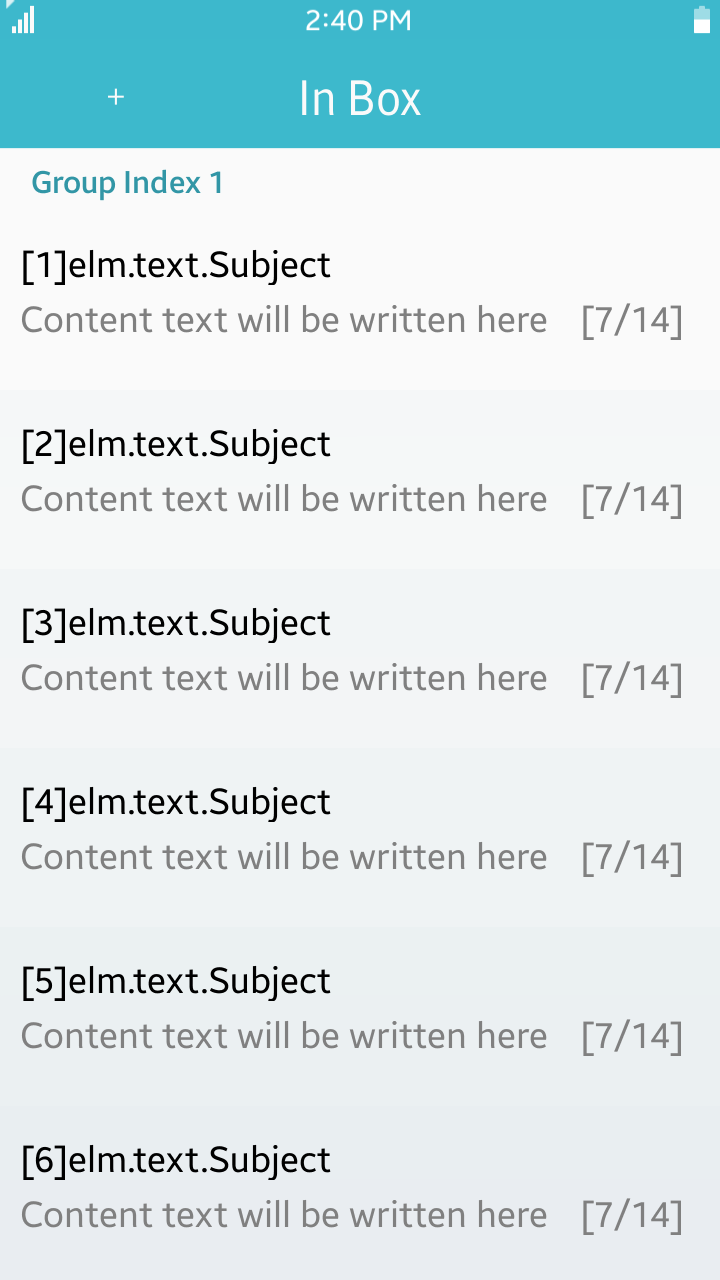 2:40 PM
+ In Box
Group Index 1
[1]elm.text.Subject
Content text will be written here [7/14]
[2]elm.text.Subject
Content text will be written here [7/14]
[3]elm.text.Subject
Content text will be written here [7/14]
[4]elm.text.Subject
Content text will be written here [7/14]
[5]elm.text.Subject
Content text will be written here [7/14]
[6]elm.text.Subject
Content text will be written here [7/14]